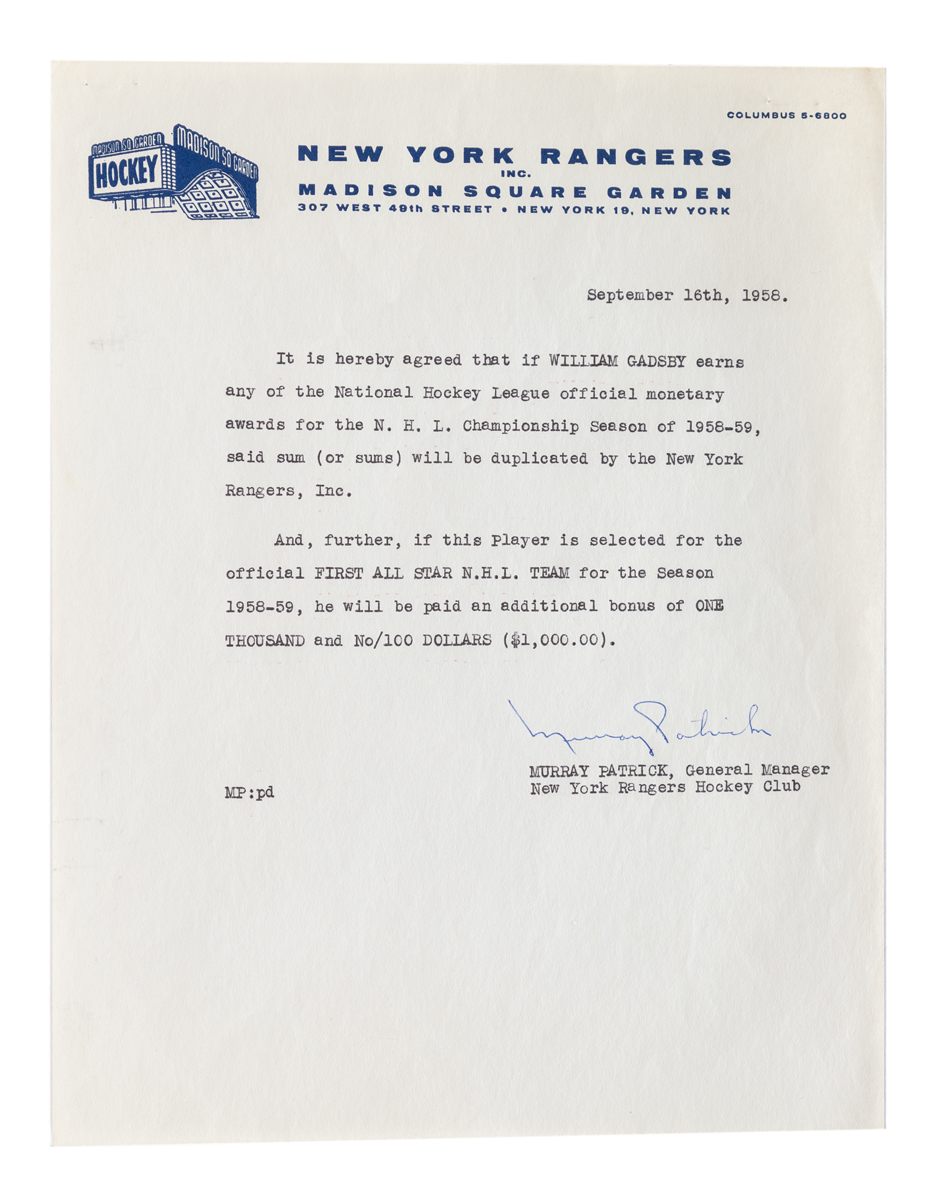 COLUMBUS 5-6800
MADISON SQ GARDEN
MADISON SQ GARDEN
HOCKEY
NEW YORK RANGERS
INC.
MADISON SQUARE GARDEN
307 WEST 49th STREET • NEW YORK 19, NEW YORK
September 16th, 1958.
It is hereby agreed that if WILLIAM GADSBY earns
any of the National Hockey League official monetary
awards for the N. H. L. Championship Season of 1958-59,
said sum (or sums) will be duplicated by the New York
Rangers, Inc.
And, further, if this Player is selected for the
official FIRST ALL STAR N.H.L. TEAM for the Season
1958-59, he will be paid an additional bonus of ONE
THOUSAND and No/100 DOLLARS ($1,000.00).
Murray Patrick
MURRAY PATRICK, General Manager
New York Rangers Hockey Club
MP:pd